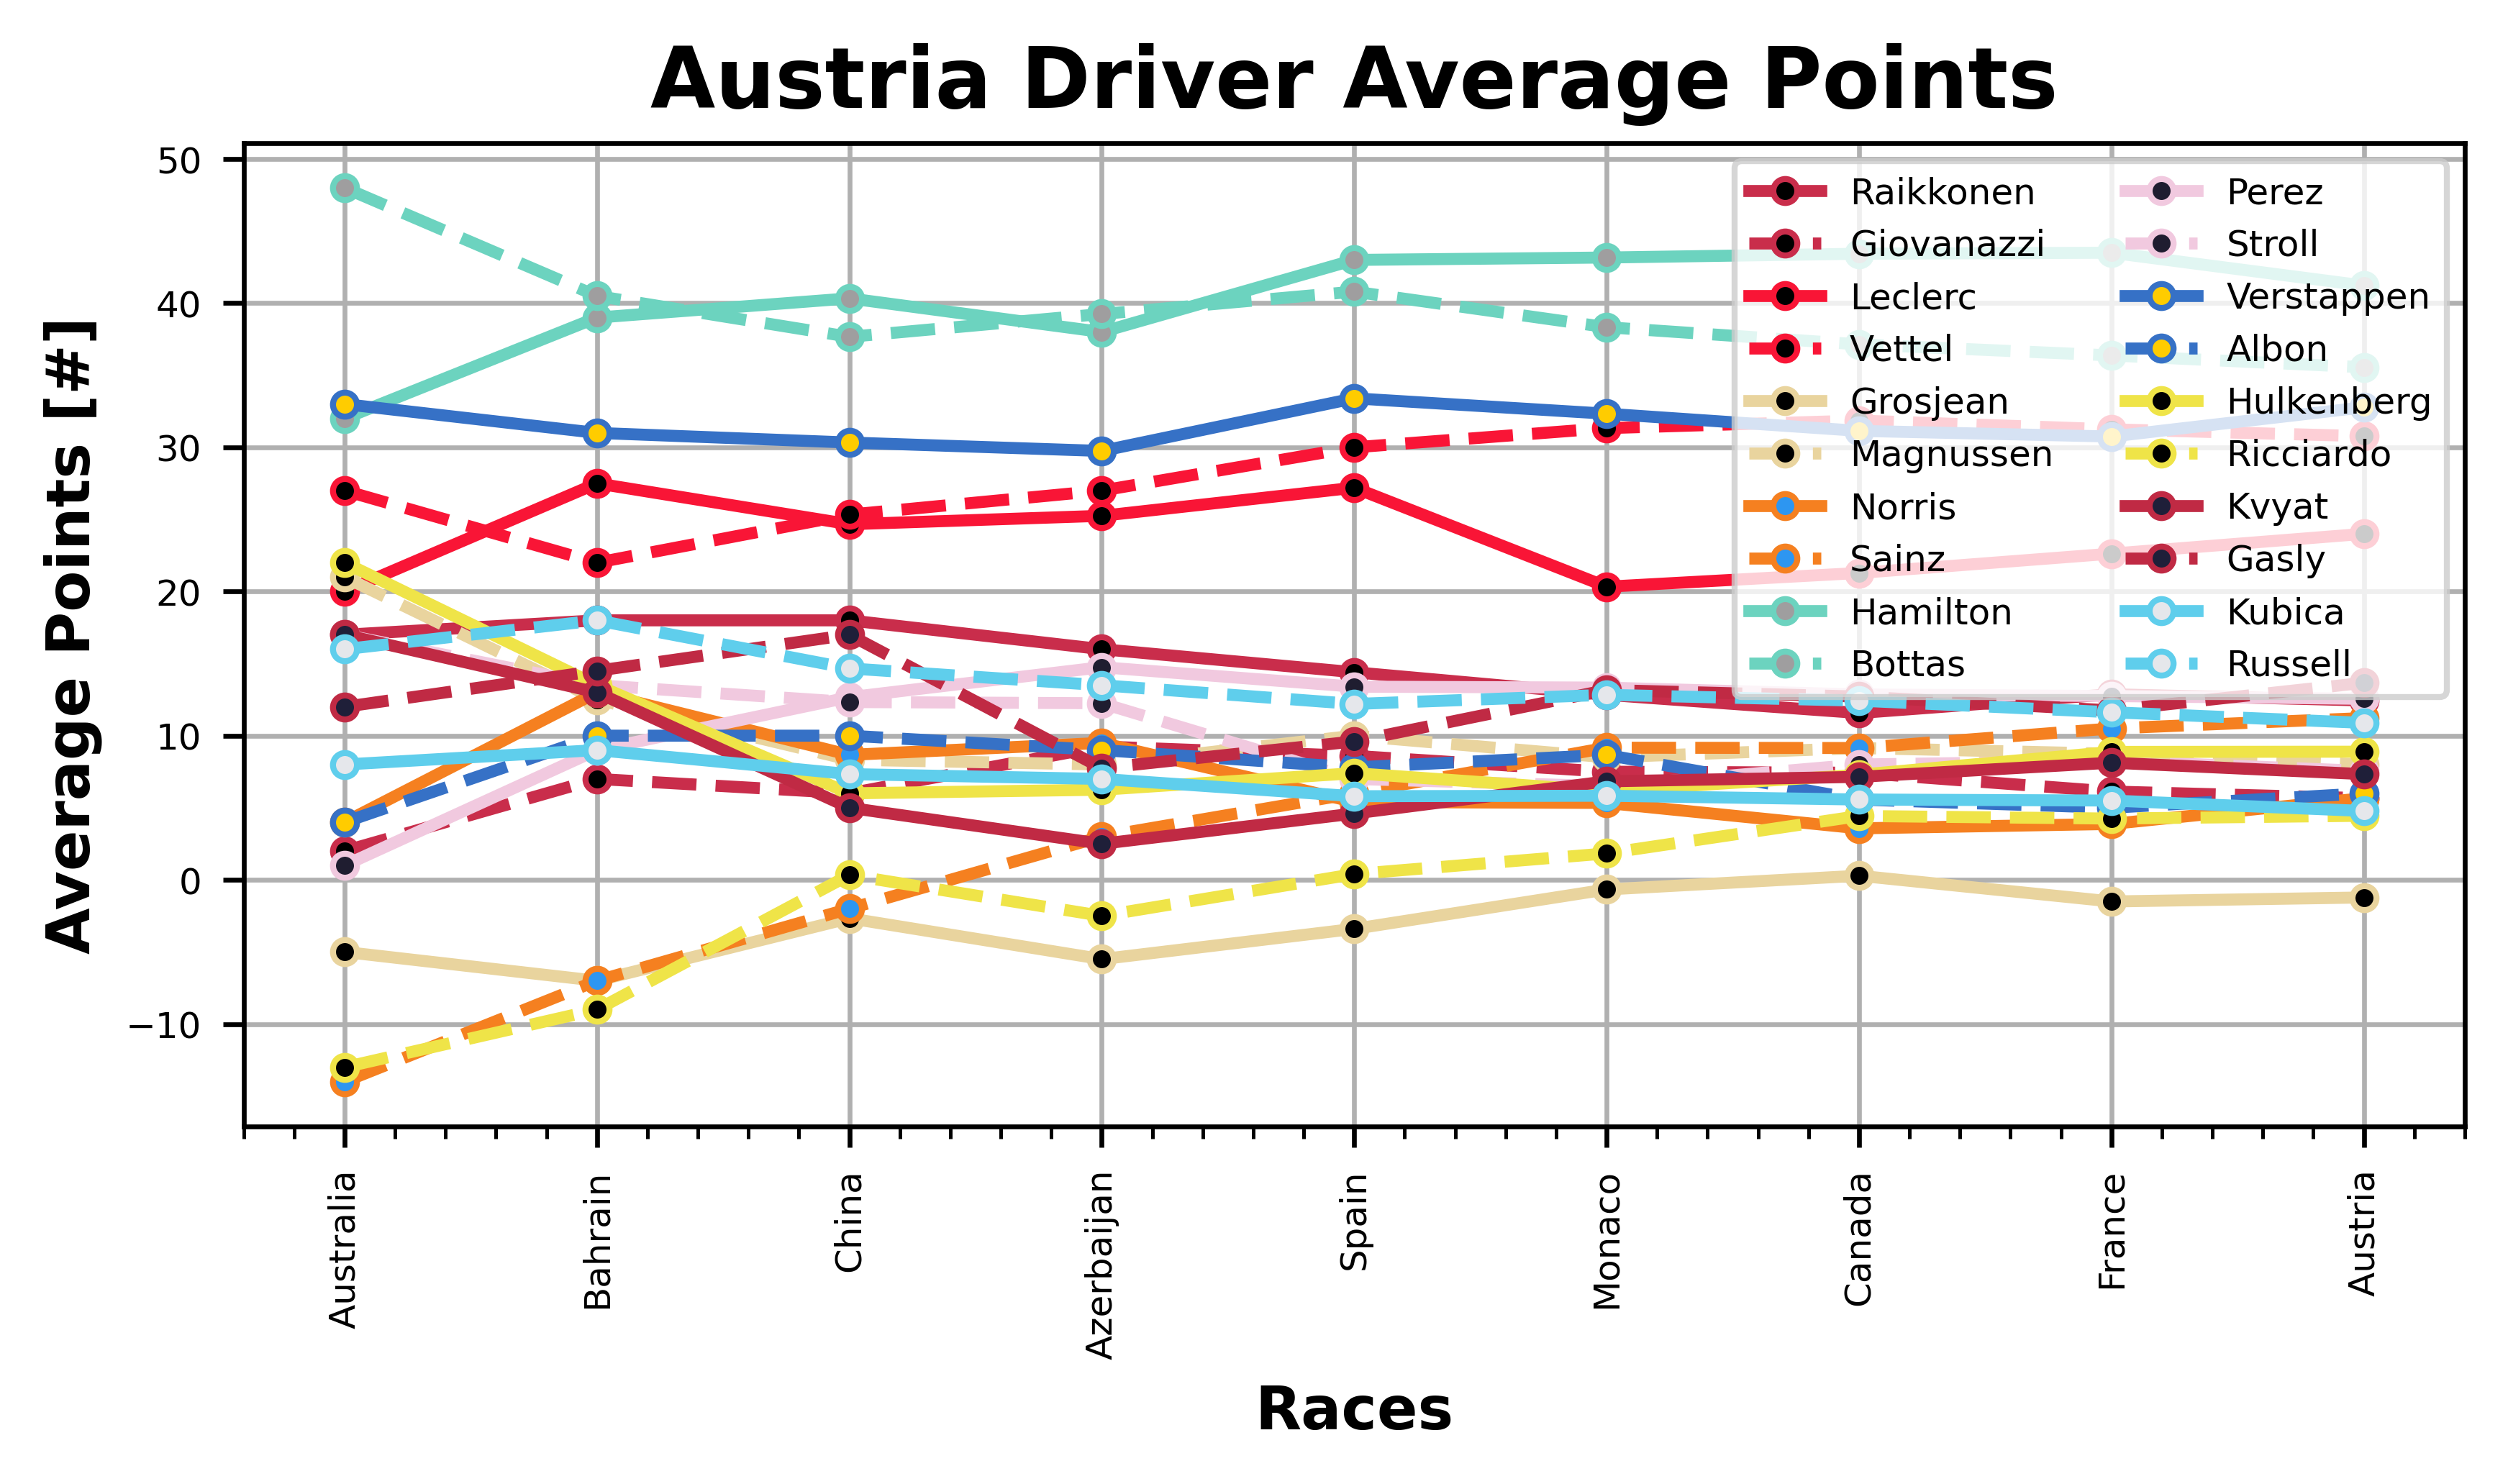 Austria Driver Average Points
Average Points [#]
50
40
30
20
10
0
−10
Raikkonen
Giovanazzi
Leclerc
Vettel
Grosjean
Magnussen
Norris
Sainz
Hamilton
Bottas
Perez
Stroll
Verstappen
Albon
Hulkenberg
Ricciardo
Kvyat
Gasly
Kubica
Russell
Australia
Bahrain
China
Azerbaijan
Spain
Monaco
Canada
France
Austria
Races